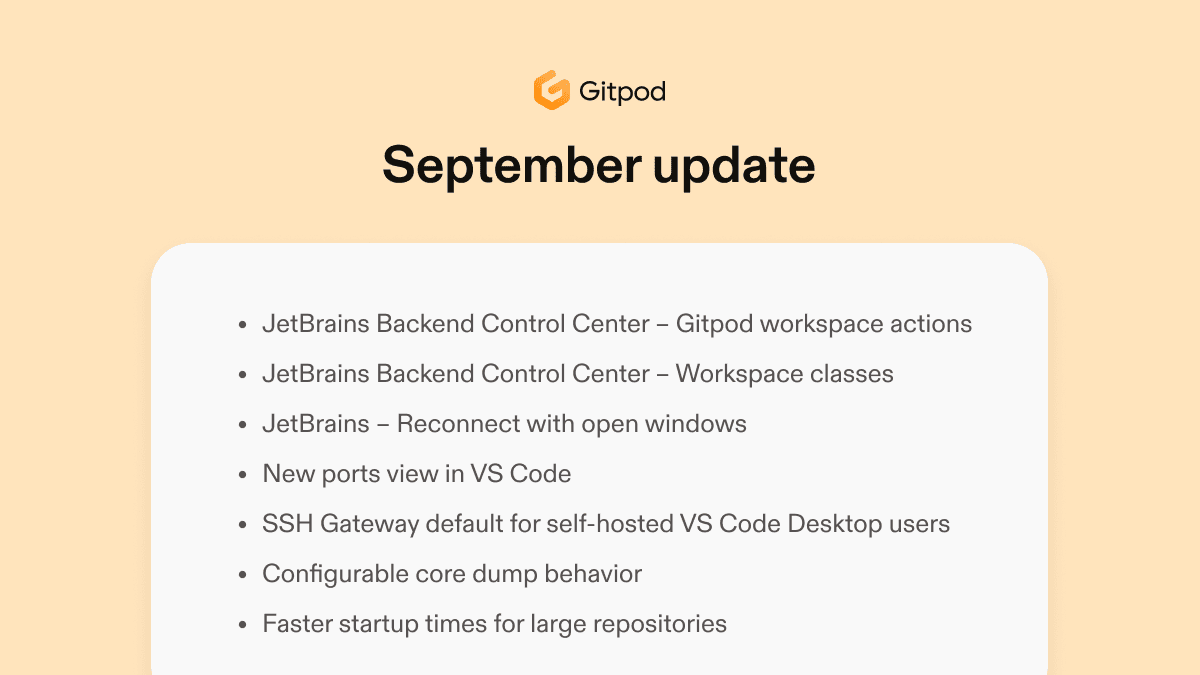 Gitpod
September update
• JetBrains Backend Control Center – Gitpod workspace actions
• JetBrains Backend Control Center – Workspace classes
• JetBrains – Reconnect with open windows
• New ports view in VS Code
• SSH Gateway default for self-hosted VS Code Desktop users
• Configurable core dump behavior
• Faster startup times for large repositories